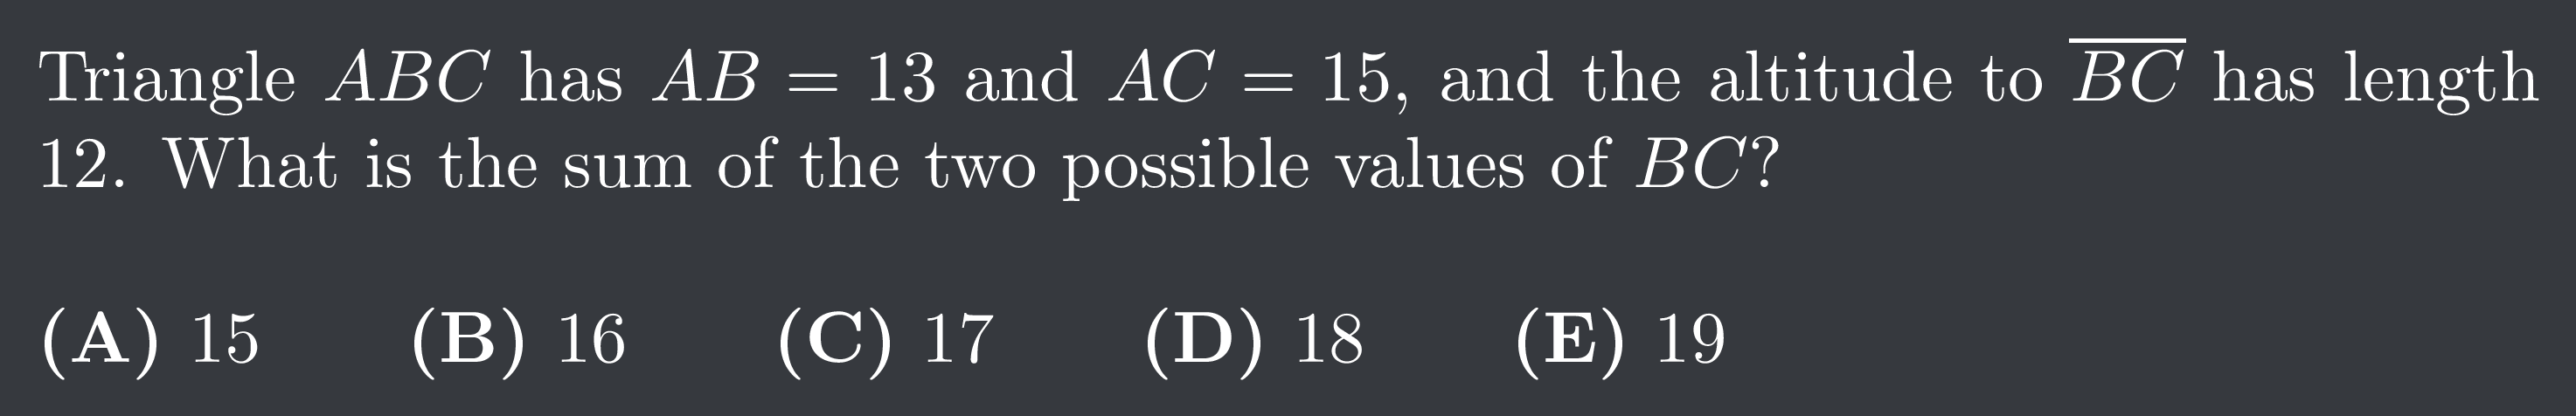 Triangle ABC has AB = 13 and AC = 15, and the altitude to $\overline{BC}$ has length
12. What is the sum of the two possible values of BC?
(A) 15 (B) 16 (C) 17 (D) 18 (E) 19